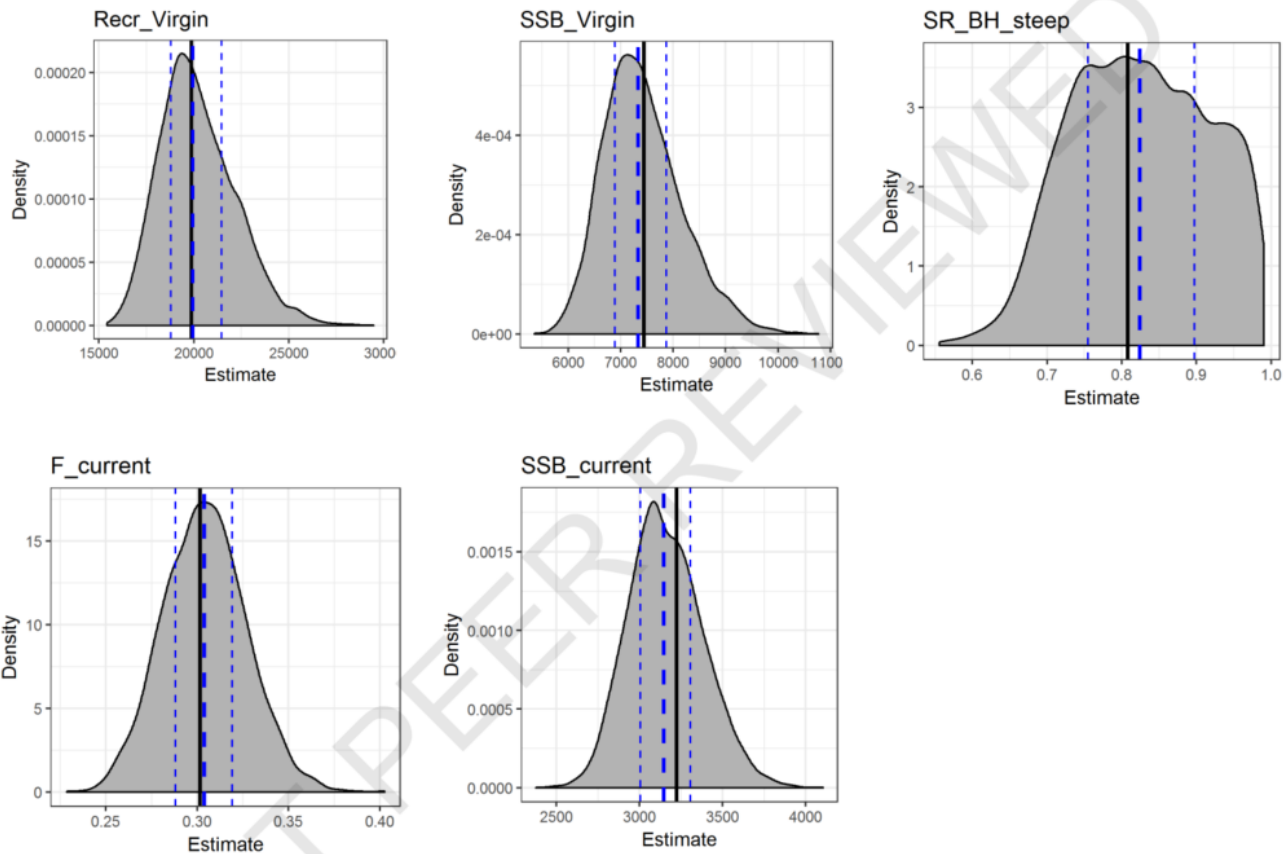 Recr_Virgin
Density
0.00020
0.00015
0.00010
0.00005
0.00000
15000 20000 25000 3000
Estimate
SSB_Virgin
Density
4e-04
2e-04
0e+00
6000 7000 8000 9000 10000 1100
Estimate
SR_BH_steep
Density
3
2
1
0
0.6 0.7 0.8 0.9 1.0
Estimate
F_current
Density
15
10
5
0
0.25 0.30 0.35 0.40
Estimate
SSB_current
Density
0.0015
0.0010
0.0005
0.0000
2500 3000 3500 4000
Estimate
T PEER REVIEWED